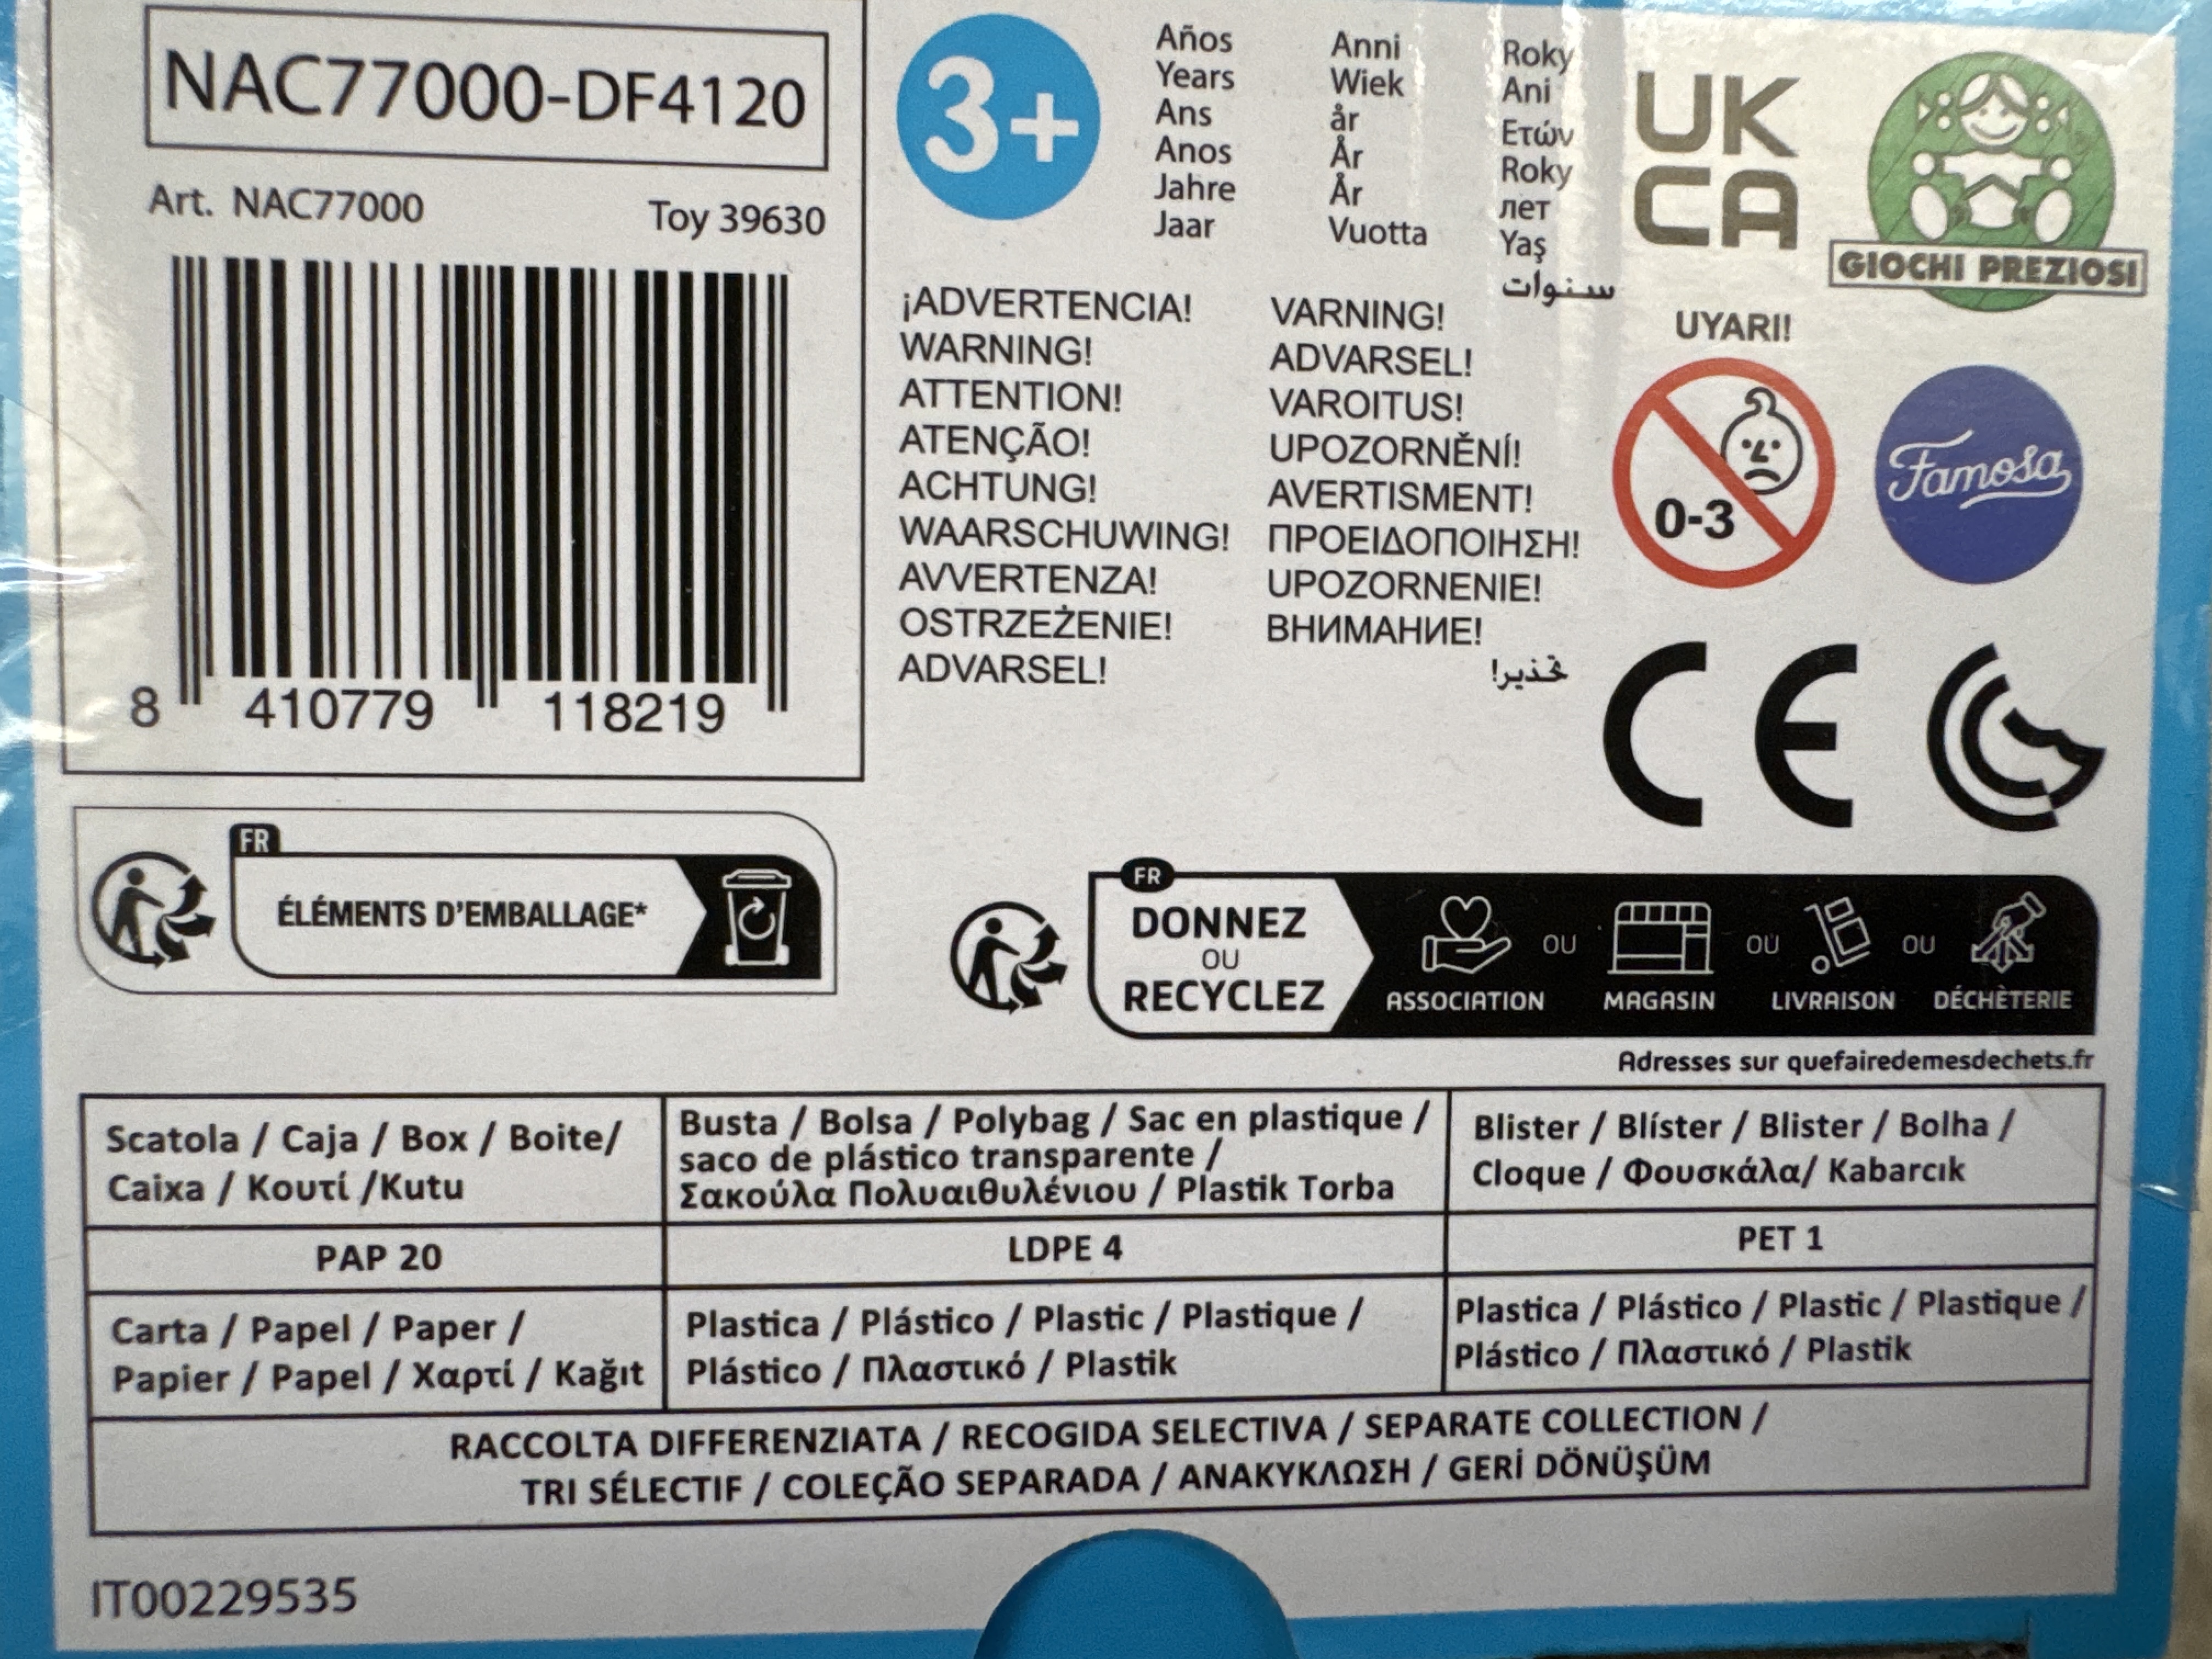 NAC77000-DF4120
Art. NAC77000 Toy 39630
8 410779 118219
3+
Años
Years
Ans
Anos
Jahre
Jaar
Anni
Wiek
år
År
År
Vuotta
Roky
Ani
Ετών
Roky
лет
Yaş
سنوات
UK
CA
GIOCHI PREZIOSI
¡ADVERTENCIA!
WARNING!
ATTENTION!
ATENÇÃO!
ACHTUNG!
WAARSCHUWING!
AVVERTENZA!
OSTRZEŻENIE!
ADVARSEL!
VARNING!
ADVARSEL!
VAROITUS!
UPOZORNĚNÍ!
AVERTISMENT!
ΠΡΟΕΙΔΟΠΟΙΗΣΗ!
UPOZORNENIE!
ВНИМАНИЕ!
تحذير!
UYARI!
0-3
Famosa
CE
FR
ÉLÉMENTS D'EMBALLAGE*
FR
DONNEZ
OU
RECYCLEZ
ASSOCIATION OU MAGASIN OU LIVRAISON OU DÉCHÈTERIE
Adresses sur quefairedemesdechets.fr
Scatola / Caja / Box / Boite/
Caixa / Κουτί /Kutu
Busta / Bolsa / Polybag / Sac en plastique /
saco de plástico transparente /
Σακούλα Πολυαιθυλένιου / Plastik Torba
Blister / Blíster / Blister / Bolha /
Cloque / Φουσκάλα/ Kabarcık
PAP 20
LDPE 4
PET 1
Carta / Papel / Paper /
Papier / Papel / Χαρτί / Kağıt
Plastica / Plástico / Plastic / Plastique /
Plástico / Πλαστικό / Plastik
Plastica / Plástico / Plastic / Plastique /
Plástico / Πλαστικό / Plastik
RACCOLTA DIFFERENZIATA / RECOGIDA SELECTIVA / SEPARATE COLLECTION /
TRI SÉLECTIF / COLEÇÃO SEPARADA / ΑΝΑΚΥΚΛΩΣΗ / GERİ DÖNÜŞÜM
IT00229535